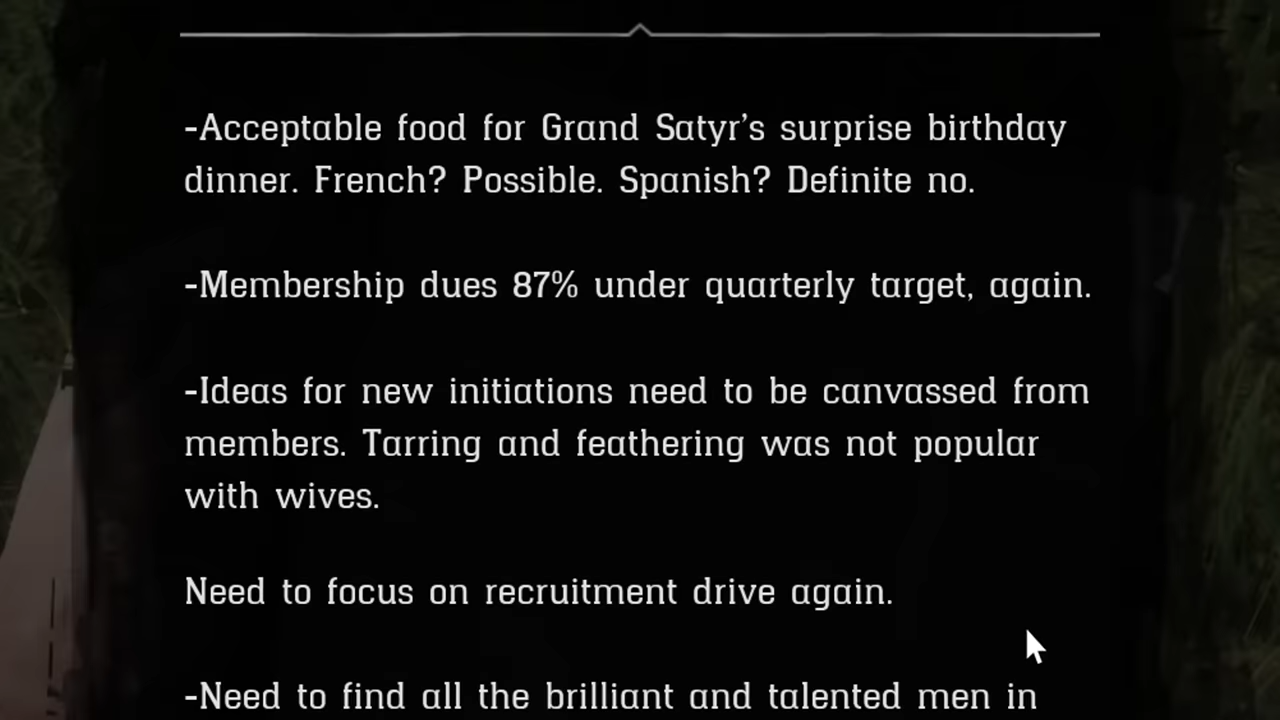 -Acceptable food for Grand Satyr's surprise birthday
dinner. French? Possible. Spanish? Definite no.
-Membership dues 87% under quarterly target, again.
-Ideas for new initiations need to be canvassed from
members. Tarring and feathering was not popular
with wives.
Need to focus on recruitment drive again.
-Need to find all the brilliant and talented men in